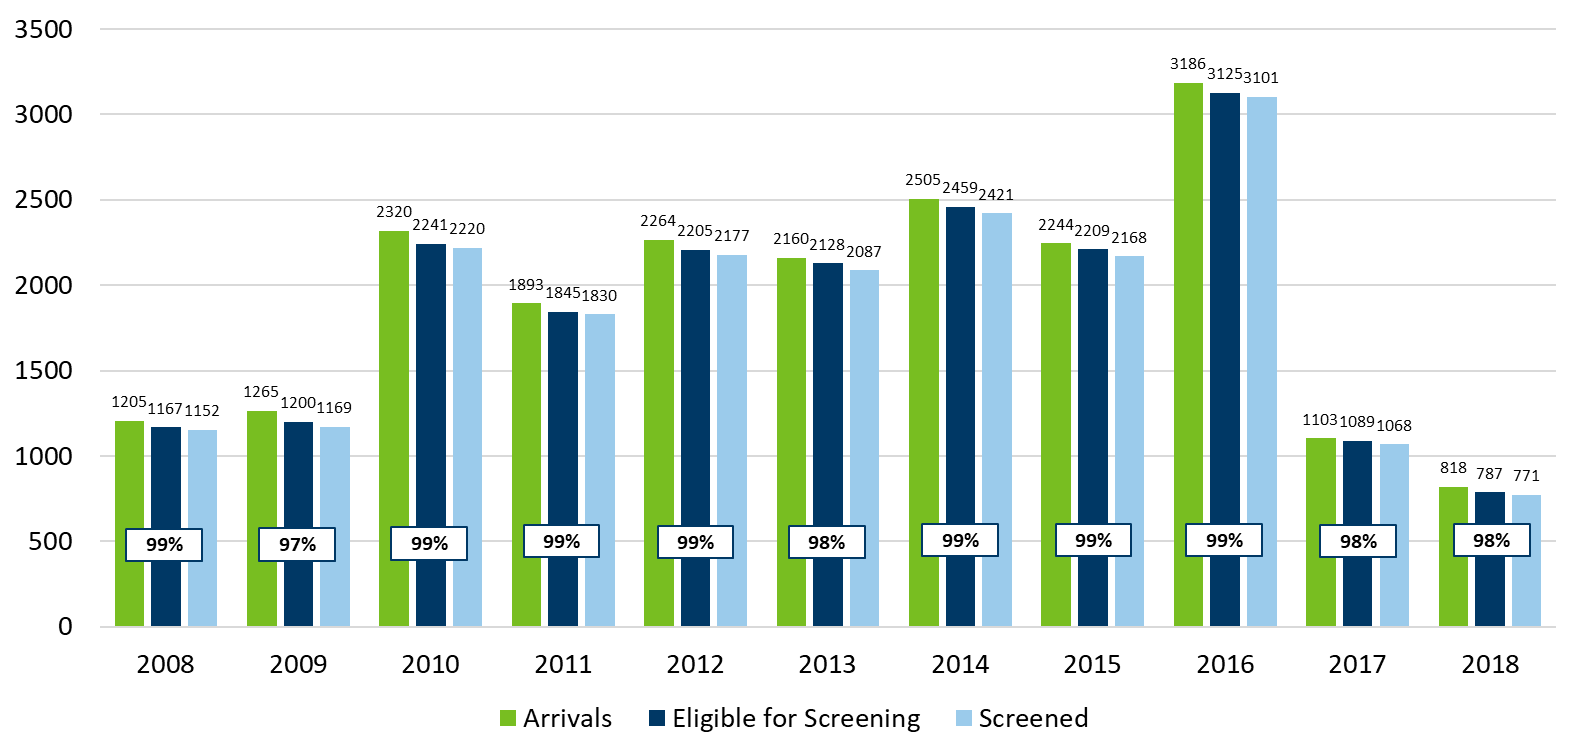 3500
3000
2500
2000
1500
1000
500
0
1205 1167 1152
1265 1200 1169
2320 2241 2220
1893 1845 1830
2264 2205 2177
2160 2128 2087
2505 2459 2421
2244 2209 2168
3186 3125 3101
1103 1089 1068
818 787 771
99% 97% 99% 99% 99% 98% 99% 99% 99% 98% 98%
2008 2009 2010 2011 2012 2013 2014 2015 2016 2017 2018
Arrivals Eligible for Screening Screened